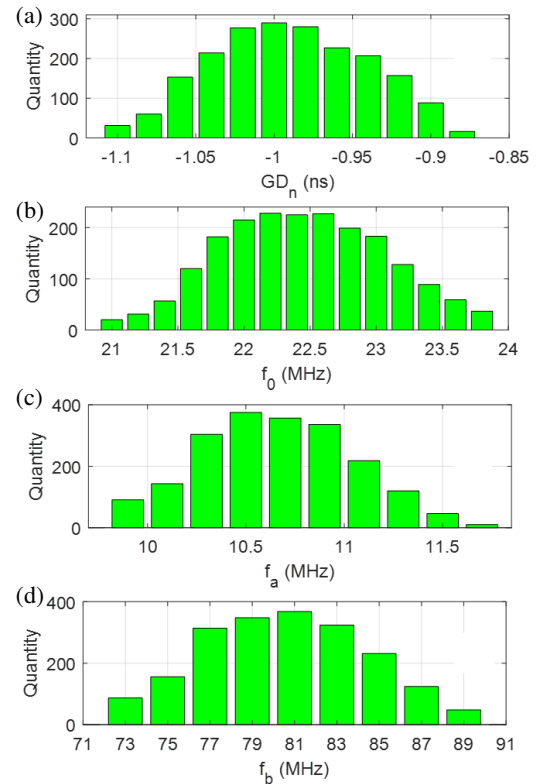 (a)
300
200
100
0
Quantity
-1.1 -1.05 -1 -0.95 -0.9 -0.85
GD_n (ns)
(b)
200
100
0
Quantity
21 21.5 22 22.5 23 23.5 24
f_0 (MHz)
(c)
400
200
0
Quantity
10 10.5 11 11.5
f_a (MHz)
(d)
400
200
0
Quantity
71 73 75 77 79 81 83 85 87 89 91
f_b (MHz)